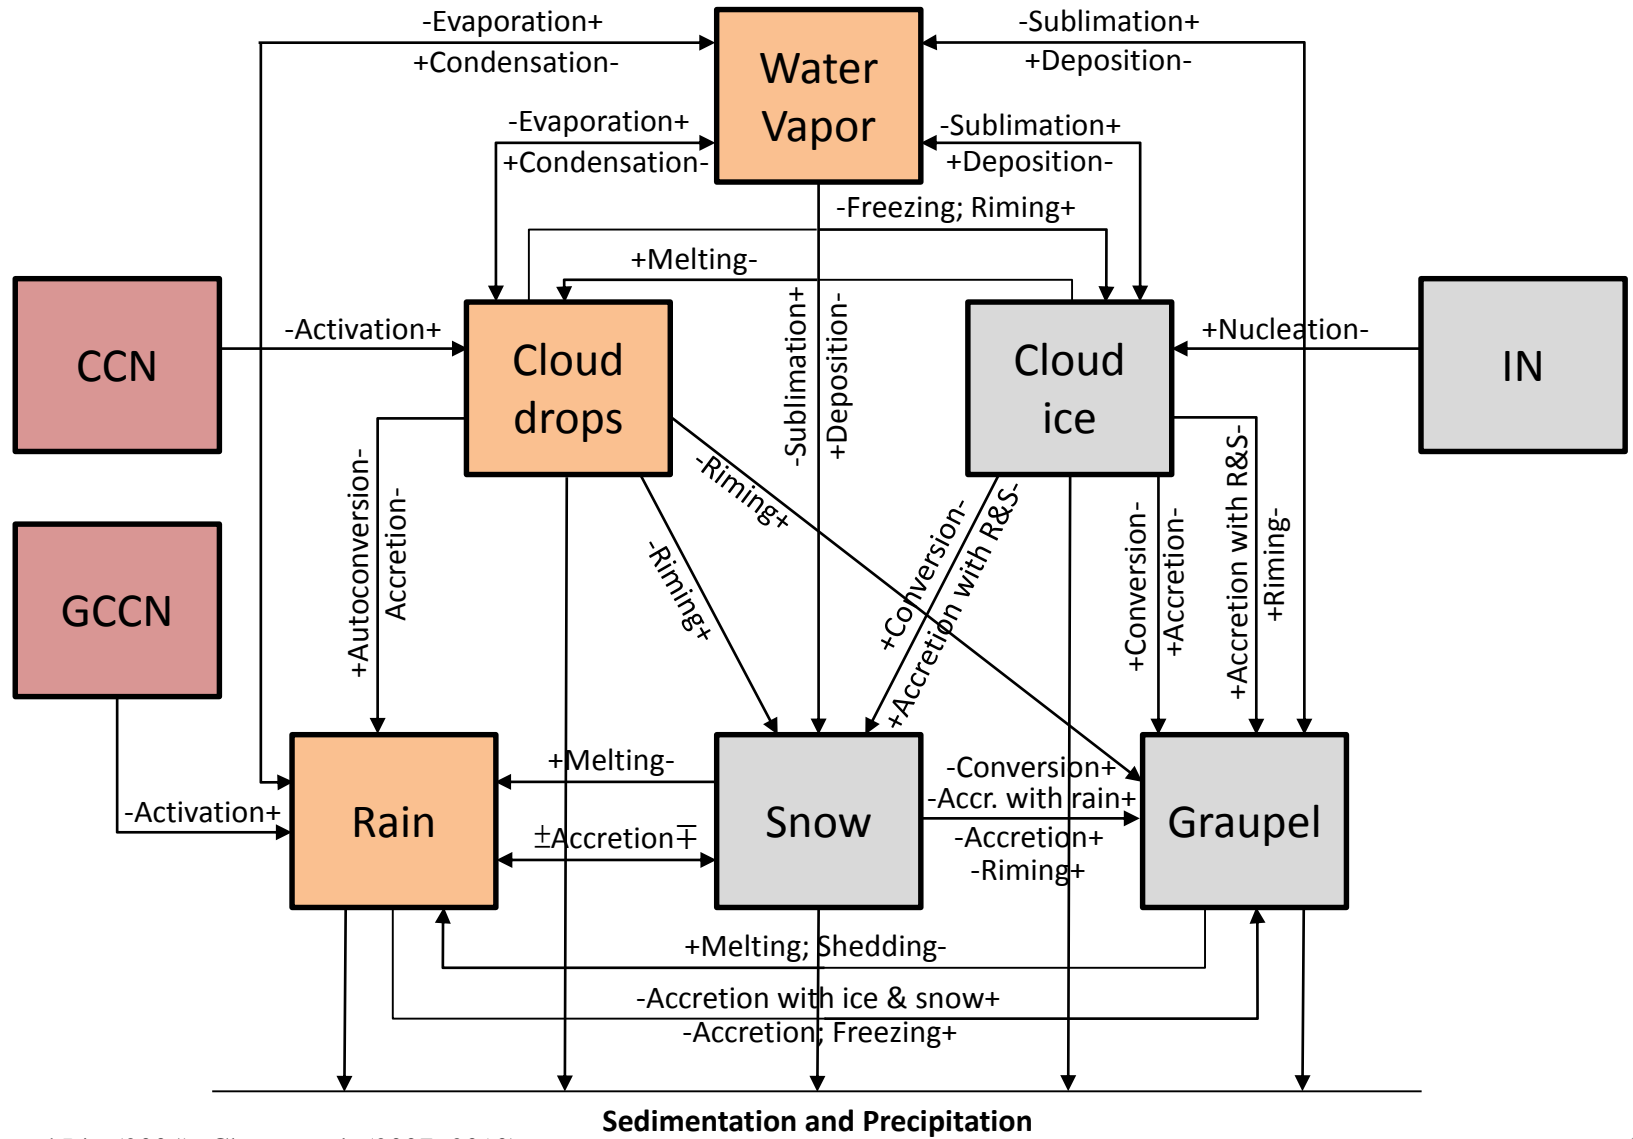 -Evaporation+
+Condensation-
-Sublimation+
+Deposition-
Water
Vapor
-Evaporation+
+Condensation-
-Sublimation+
+Deposition-
-Freezing; Riming+
+Melting-
-Sublimation+
+Deposition-
CCN
-Activation+
Cloud
drops
Cloud
ice
+Nucleation-
IN
GCCN
+Autoconversion-
Accretion-
-Riming+
-Riming+
+Conversion-
+Accretion with R&S-
+Conversion-
+Accretion-
+Accretion with R&S-
+Riming-
-Activation+
Rain
+Melting-
±Accretion∓
Snow
-Conversion+
-Accr. with rain+
-Accretion+
-Riming+
Graupel
+Melting; Shedding-
-Accretion with ice & snow+
-Accretion; Freezing+
Sedimentation and Precipitation